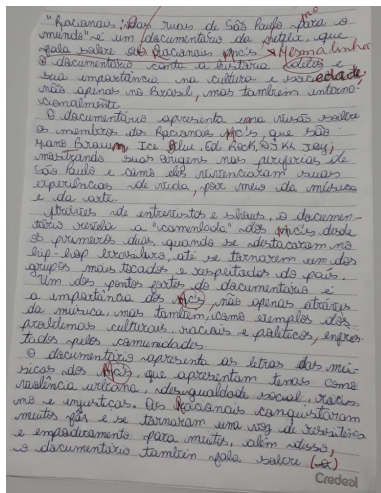 "Racionais: Das ruas de São Paulo para o
mundo" é um documentário da Netflix, que
fala sobre os Racionais Mc's → Mesma linha
O documentário conta a história deles e
sua importância na cultura e sociedade,
não apenas no Brasil, mas também interna-
cionalmente.
O documentário apresenta uma visão sobre
os membros dos Racionais Mc's, que são
Mano Brown, Ice Blue, Ed Rock, DJ KL Jay,
mostrando suas origens nas periferias de
São Paulo e como eles vivenciaram suas
experiências de vida, por meio da música
e da arte.
Através de entrevistas e shows, o documen-
tário revela a "caminhada" dos Mc's desde
os primeiros dias, quando se destacaram no
hip-hop brasileiro, até se tornarem um dos
grupos mais tocados e respeitados do país.
Um dos pontos fortes do documentário é
a importância dos Mc's, não apenas através
da música, mas também, como exemplos dos
problemas culturais, raciais e políticos, enfren
tados pelas comunidades.
O documentário apresenta as letras das mú-
sicas dos Mc's, que apresentam temas como
violência urbana, desigualdade social, racis
mo e injustiças. Os Racionais conquistaram
muitos fãs e se tornaram uma voz de resistência
e empoderamento para muitos, além disso,
o documentário também fala sobre
Credeal